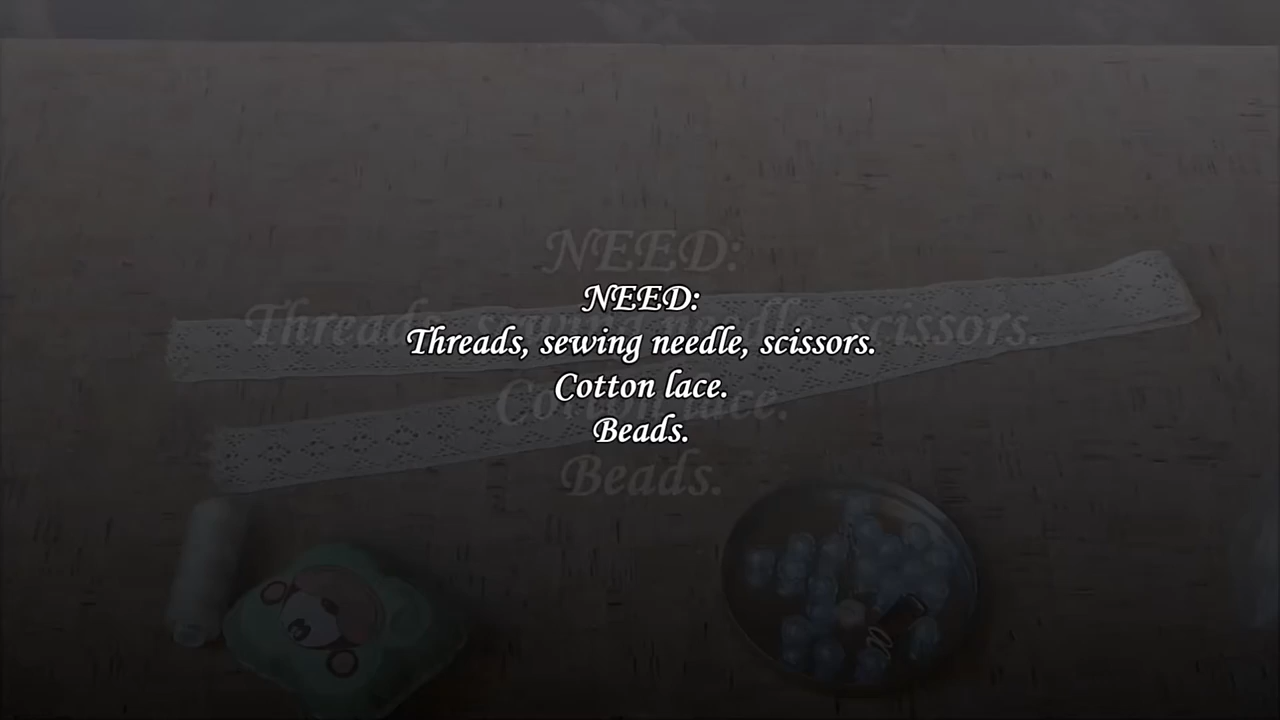 NEED:
Threads, sewing needle, scissors.
Cotton lace.
Beads.